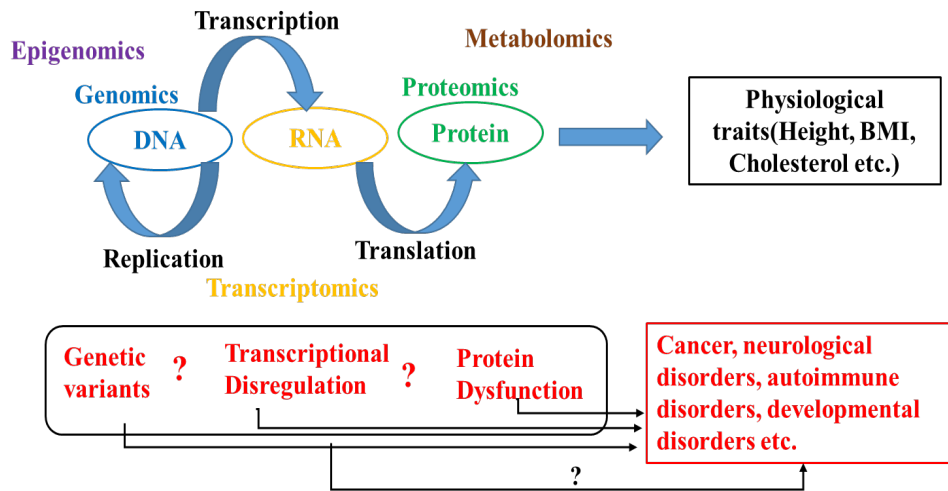 Transcription
Epigenomics
Metabolomics
Genomics
Proteomics
DNA
RNA
Protein
Physiological
traits(Height, BMI,
Cholesterol etc.)
Replication
Translation
Transcriptomics
Genetic
variants
?
Transcriptional
Disregulation
?
Protein
Dysfunction
Cancer, neurological
disorders, autoimmune
disorders, developmental
disorders etc.
?